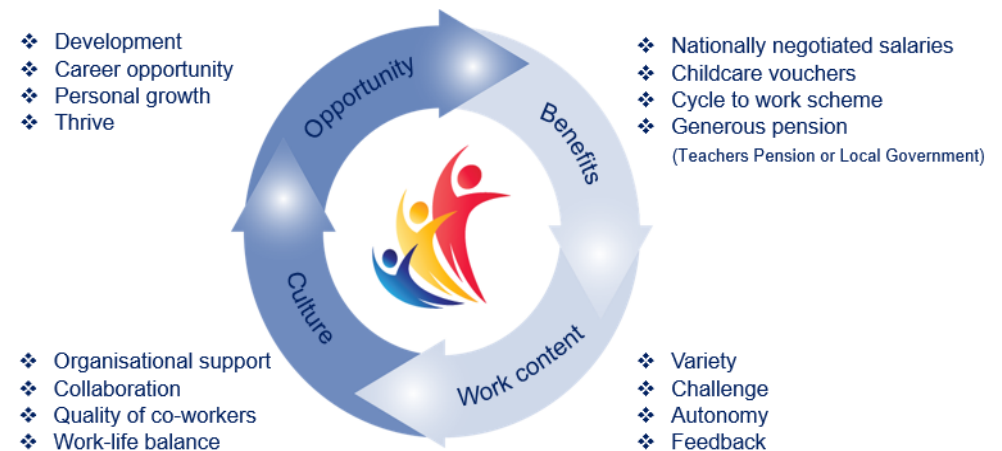 Development
Career opportunity
Personal growth
Thrive
Opportunity
Benefits
Nationally negotiated salaries
Childcare vouchers
Cycle to work scheme
Generous pension
(Teachers Pension or Local Government)
Culture
Organisational support
Collaboration
Quality of co-workers
Work-life balance
Work content
Variety
Challenge
Autonomy
Feedback